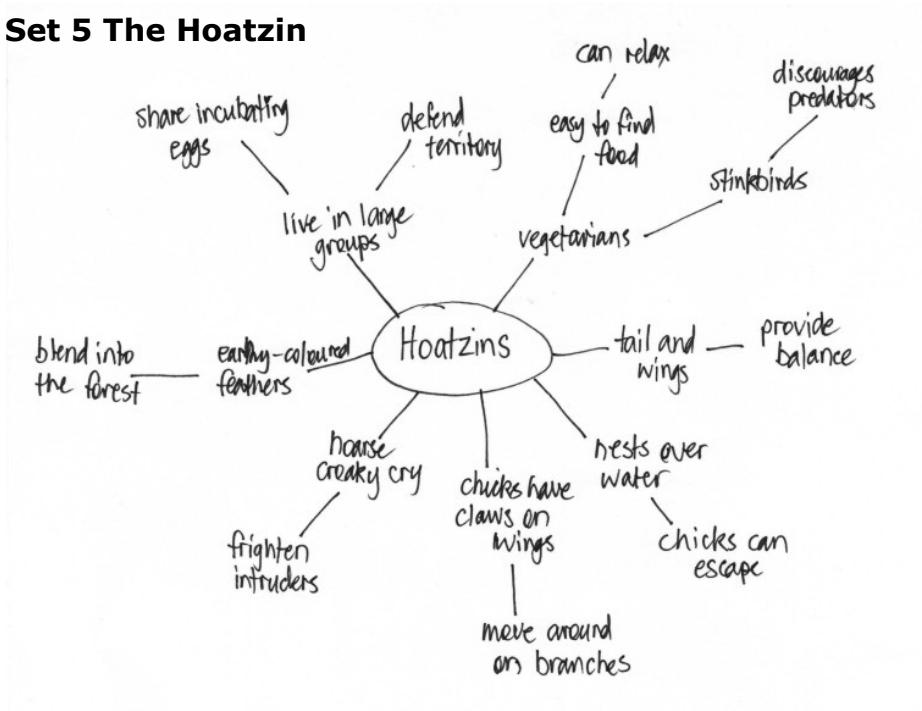 Set 5 The Hoatzin
can relax
discourages
predators
share incubating
eggs
defend
territory
easy to find
food
stinkbirds
live in large
groups
vegetarians
Hoatzins
blend into
the forest
earthy-coloured
feathers
tail and
wings
provide
balance
hoarse
creaky cry
nests over
water
chicks have
claws on
wings
frighten
intruders
chicks can
escape
move around
on branches